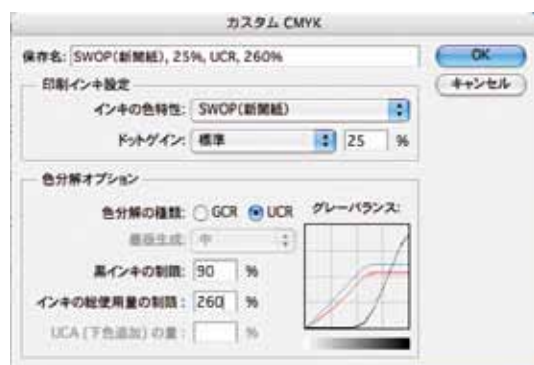 カスタム CMYK
保存名: SWOP(新聞紙), 25%, UCR, 260%
OK
キャンセル
印刷インキ設定
インキの色特性: SWOP(新聞紙)
ドットゲイン: 標準 25 %
色分解オプション
色分解の種類: GCR UCR グレーバランス:
墨版生成: 中
黒インキの制限: 90 %
インキの総使用量の制限: 260 %
UCA (下色追加) の量: %